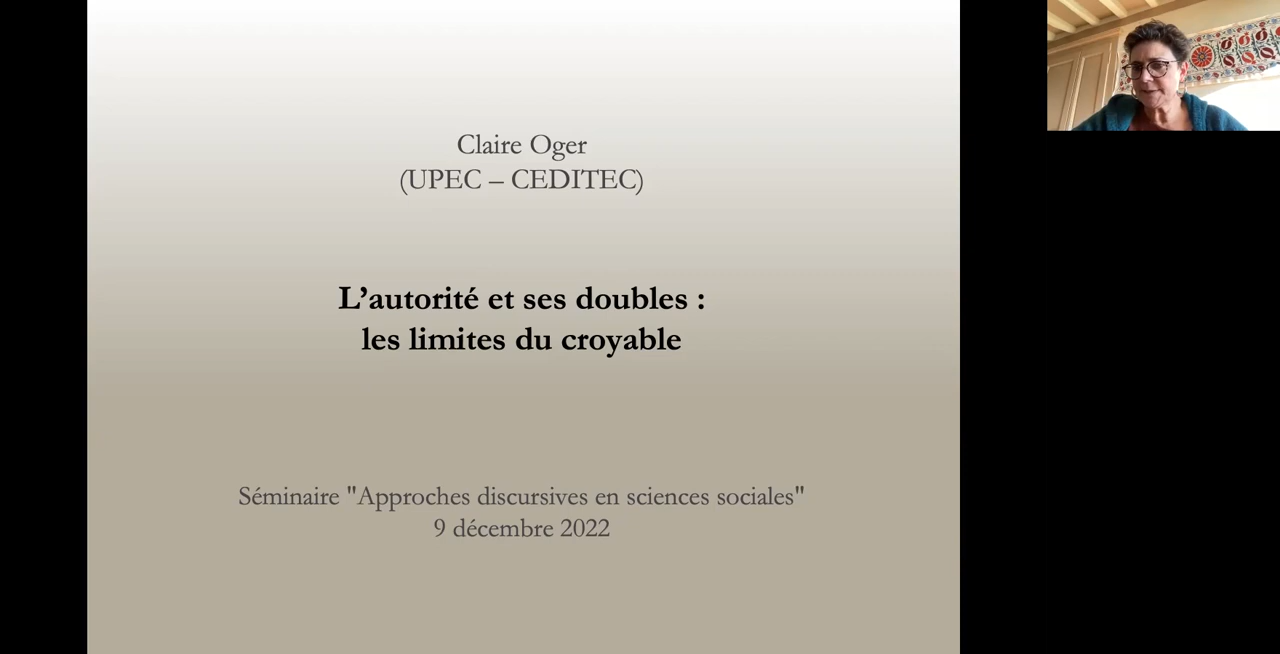 Claire Oger
(UPEC – CEDITEC)
L’autorité et ses doubles :
les limites du croyable
Séminaire "Approches discursives en sciences sociales"
9 décembre 2022